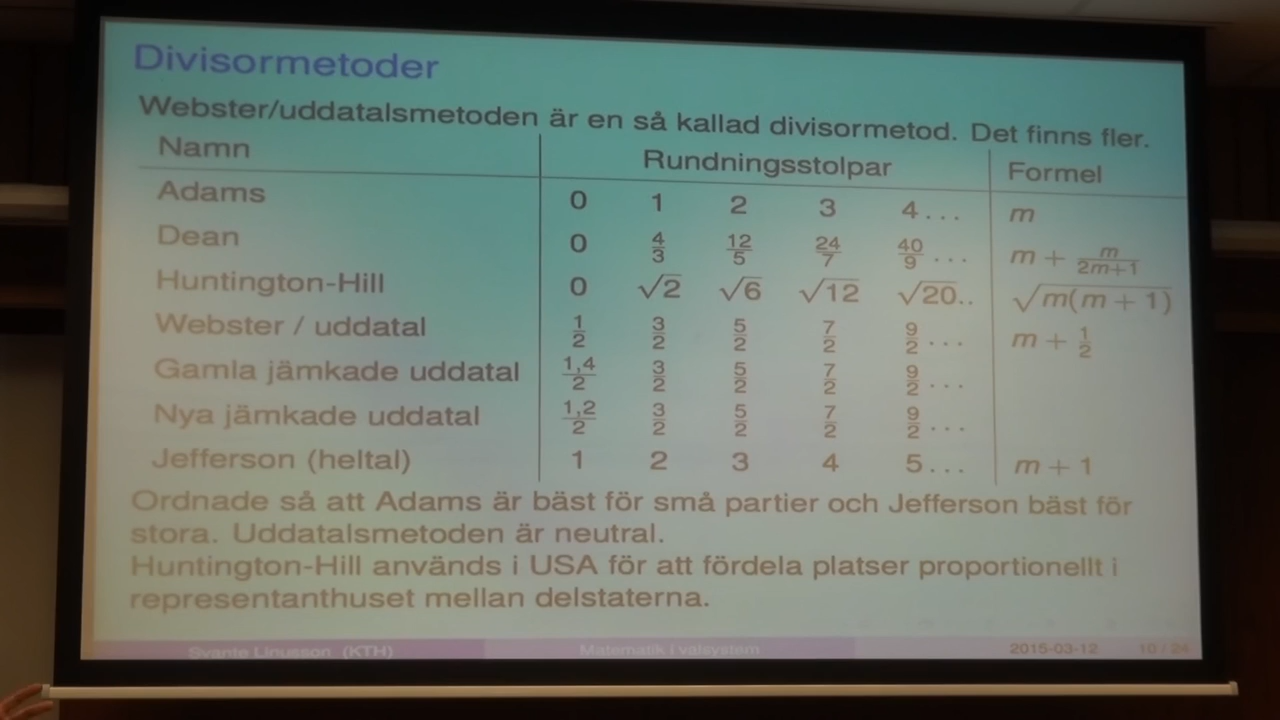 Divisormetoder
Webster/uddatalsmetoden är en så kallad divisormetod. Det finns fler.
Namn Rundningsstolpar Formel
Adams 0 1 2 3 4... m
Dean 0 4/3 12/5 24/7 40/9 ... m + m/(2m+1)
Huntington-Hill 0 √2 √6 √12 √20.. √m(m + 1)
Webster / uddatal 1/2 3/2 5/2 7/2 9/2 ... m + 1/2
Gamla jämkade uddatal 1,4/2 3/2 5/2 7/2 9/2 ...
Nya jämkade uddatal 1,2/2 3/2 5/2 7/2 9/2 ...
Jefferson (heltal) 1 2 3 4 5... m + 1
Ordnade så att Adams är bäst för små partier och Jefferson bäst för
stora. Uddatalsmetoden är neutral.
Huntington-Hill används i USA för att fördela platser proportionellt i
representanthuset mellan delstaterna.
Svante Linusson (KTH) Matematik i valsystem 2015-03-12 10 / 24